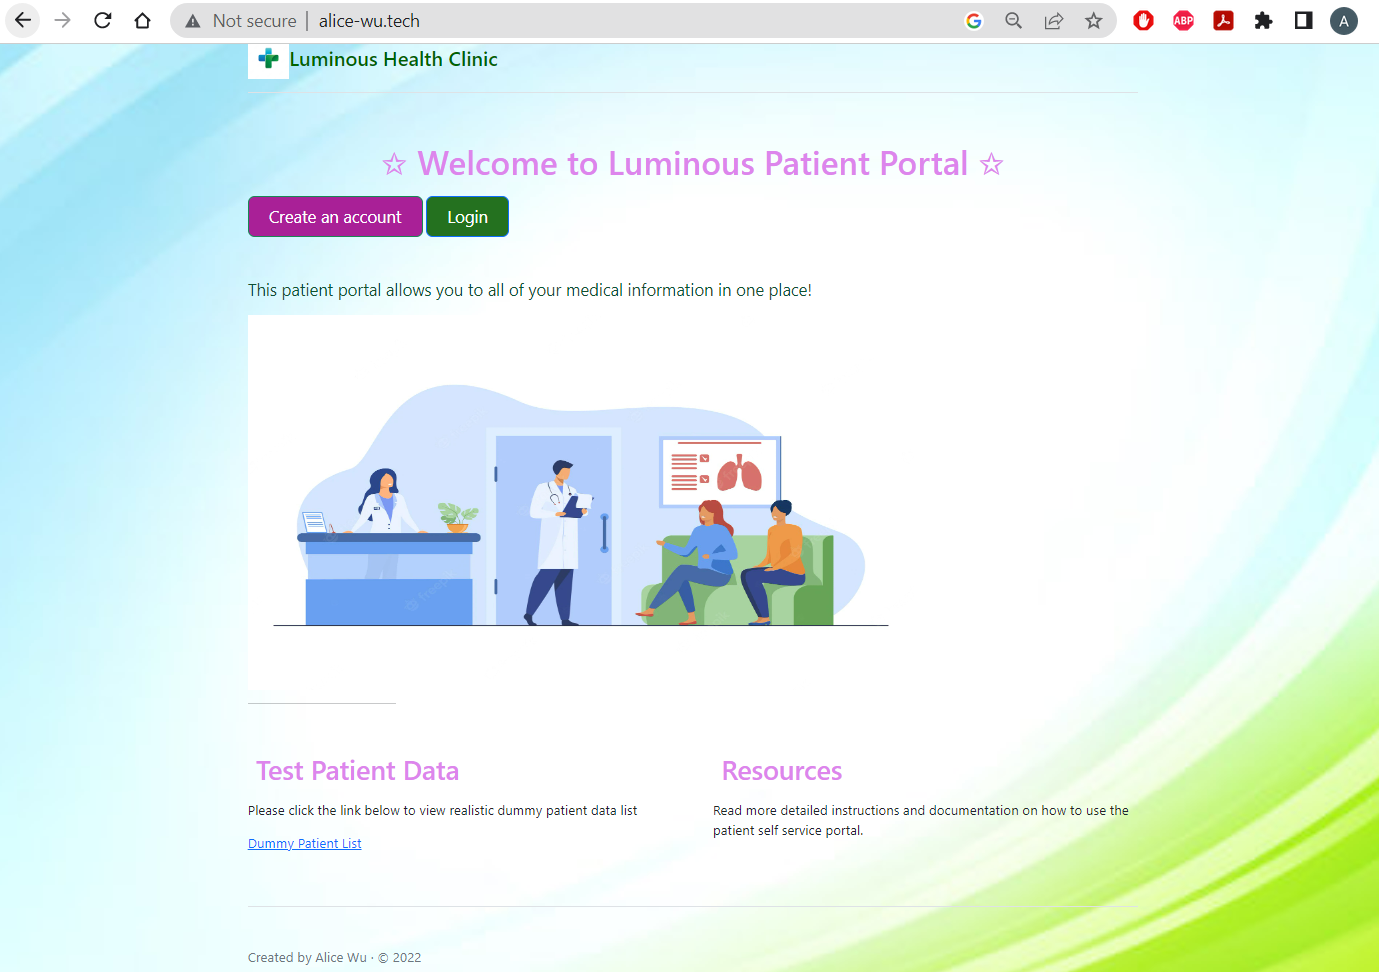 Not secure | alice-wu.tech
ABP
A
Luminous Health Clinic
☆ Welcome to Luminous Patient Portal ☆
Create an account Login
This patient portal allows you to all of your medical information in one place!
Test Patient Data
Please click the link below to view realistic dummy patient data list
Dummy Patient List
Resources
Read more detailed instructions and documentation on how to use the
patient self service portal.
Created by Alice Wu · © 2022